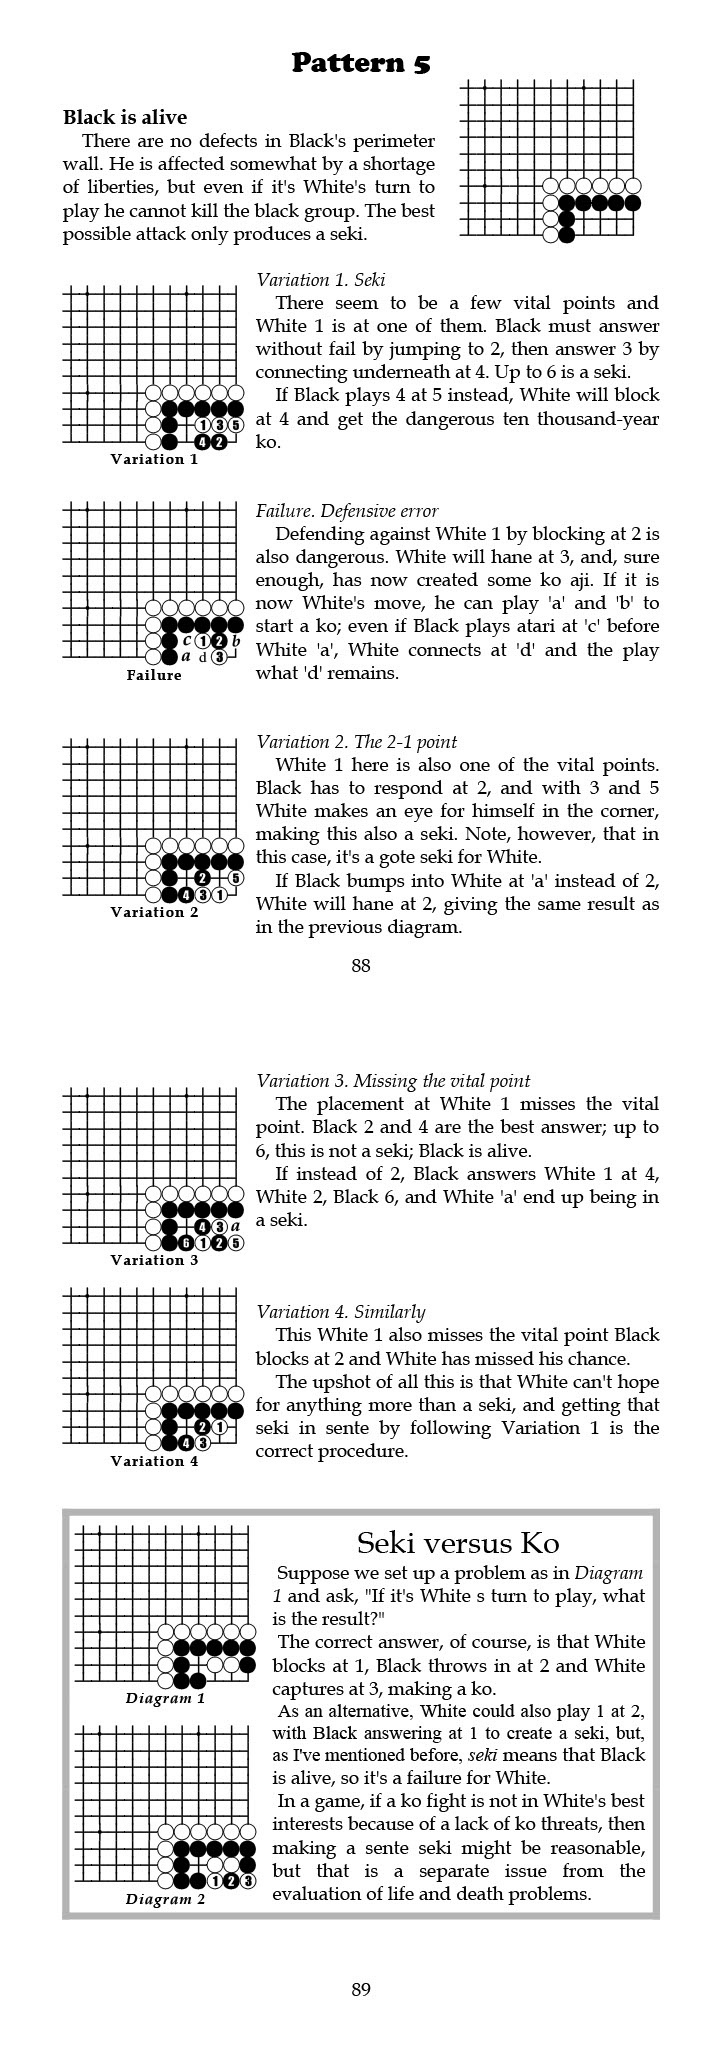 Pattern 5
Black is alive
There are no defects in Black's perimeter
wall. He is affected somewhat by a shortage
of liberties, but even if it's White's turn to
play he cannot kill the black group. The best
possible attack only produces a seki.
Variation 1. Seki
There seem to be a few vital points and
White 1 is at one of them. Black must answer
without fail by jumping to 2, then answer 3 by
connecting underneath at 4. Up to 6 is a seki.
If Black plays 4 at 5 instead, White will block
at 4 and get the dangerous ten thousand-year
ko.
1 3 5
4 2
Variation 1
Failure. Defensive error
Defending against White 1 by blocking at 2 is
also dangerous. White will hane at 3, and, sure
enough, has now created some ko aji. If it is
now White's move, he can play 'a' and 'b' to
start a ko; even if Black plays atari at 'c' before
White 'a', White connects at 'd' and the play
what 'd' remains.
c 1 2 b
a d 3
Failure
Variation 2. The 2-1 point
White 1 here is also one of the vital points.
Black has to respond at 2, and with 3 and 5
White makes an eye for himself in the corner,
making this also a seki. Note, however, that in
this case, it's a gote seki for White.
If Black bumps into White at 'a' instead of 2,
White will hane at 2, giving the same result as
in the previous diagram.
2 5
4 3 1
Variation 2
88
Variation 3. Missing the vital point
The placement at White 1 misses the vital
point. Black 2 and 4 are the best answer; up to
6, this is not a seki; Black is alive.
If instead of 2, Black answers White 1 at 4,
White 2, Black 6, and White 'a' end up being in
a seki.
4 3 a
6 1 2 5
Variation 3
Variation 4. Similarly
This White 1 also misses the vital point Black
blocks at 2 and White has missed his chance.
The upshot of all this is that White can't hope
for anything more than a seki, and getting that
seki in sente by following Variation 1 is the
correct procedure.
2 1
4 3
Variation 4
Seki versus Ko
Suppose we set up a problem as in Diagram
1 and ask, "If it's White s turn to play, what
is the result?"
The correct answer, of course, is that White
blocks at 1, Black throws in at 2 and White
captures at 3, making a ko.
As an alternative, White could also play 1 at 2,
with Black answering at 1 to create a seki, but,
as I've mentioned before, seki means that Black
is alive, so it's a failure for White.
In a game, if a ko fight is not in White's best
interests because of a lack of ko threats, then
making a sente seki might be reasonable,
but that is a separate issue from the
evaluation of life and death problems.
Diagram 1
1 2 3
Diagram 2
89